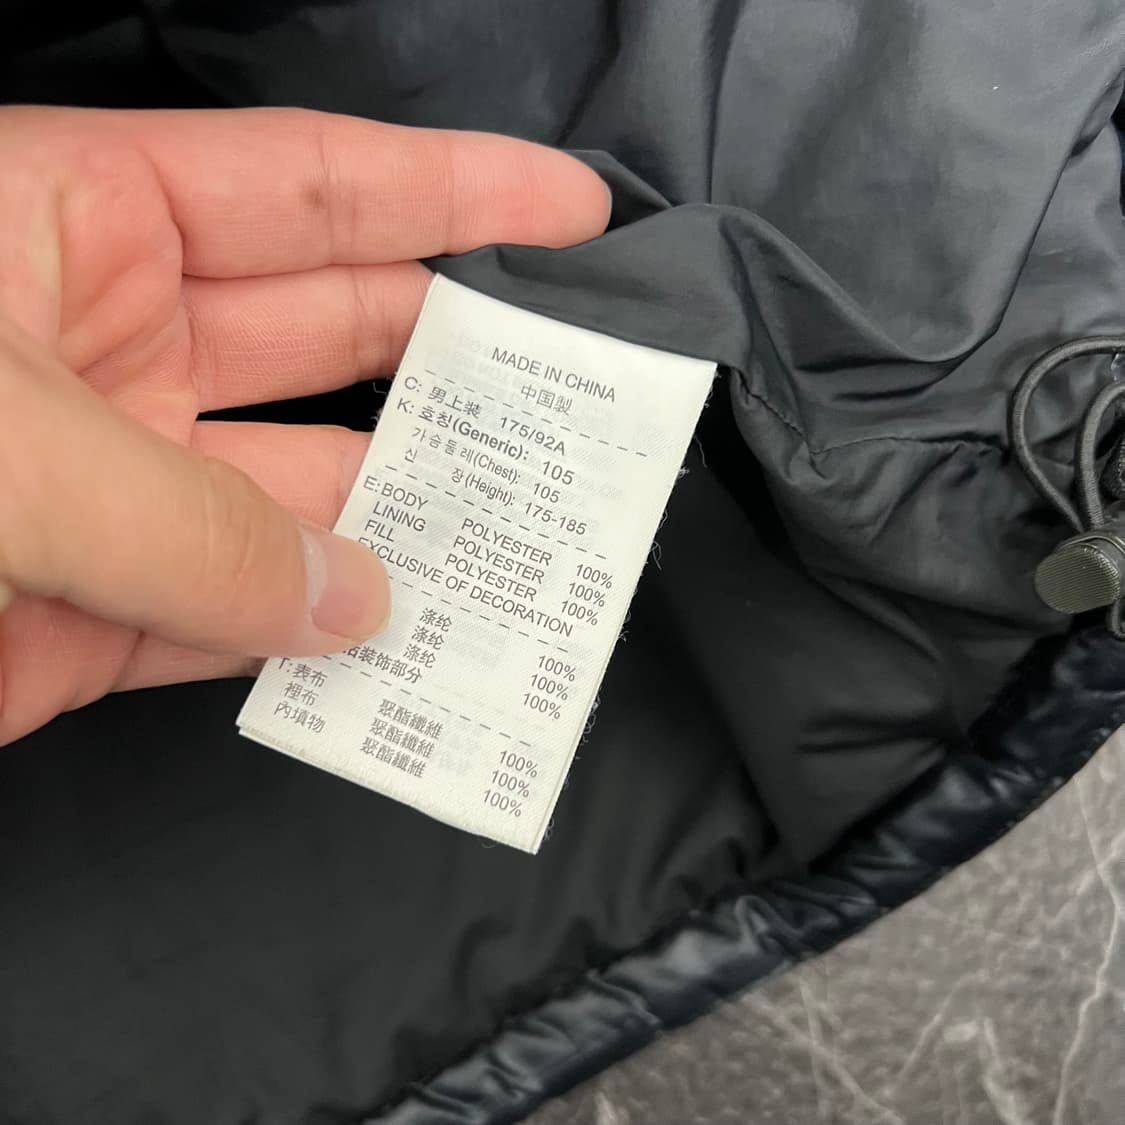 MADE IN CHINA
中国製
C: 男上装 175/92A
K: 호칭(Generic): 105
가슴둘레(Chest): 105
신 장(Height): 175-185
E: BODY POLYESTER 100%
LINING POLYESTER 100%
FILL POLYESTER 100%
EXCLUSIVE OF DECORATION
涤纶 100%
涤纶 100%
涤纶 100%
装饰部分
T: 表布 聚酯纖維 100%
裡布 聚酯纖維 100%
內填物 聚酯纖維 100%